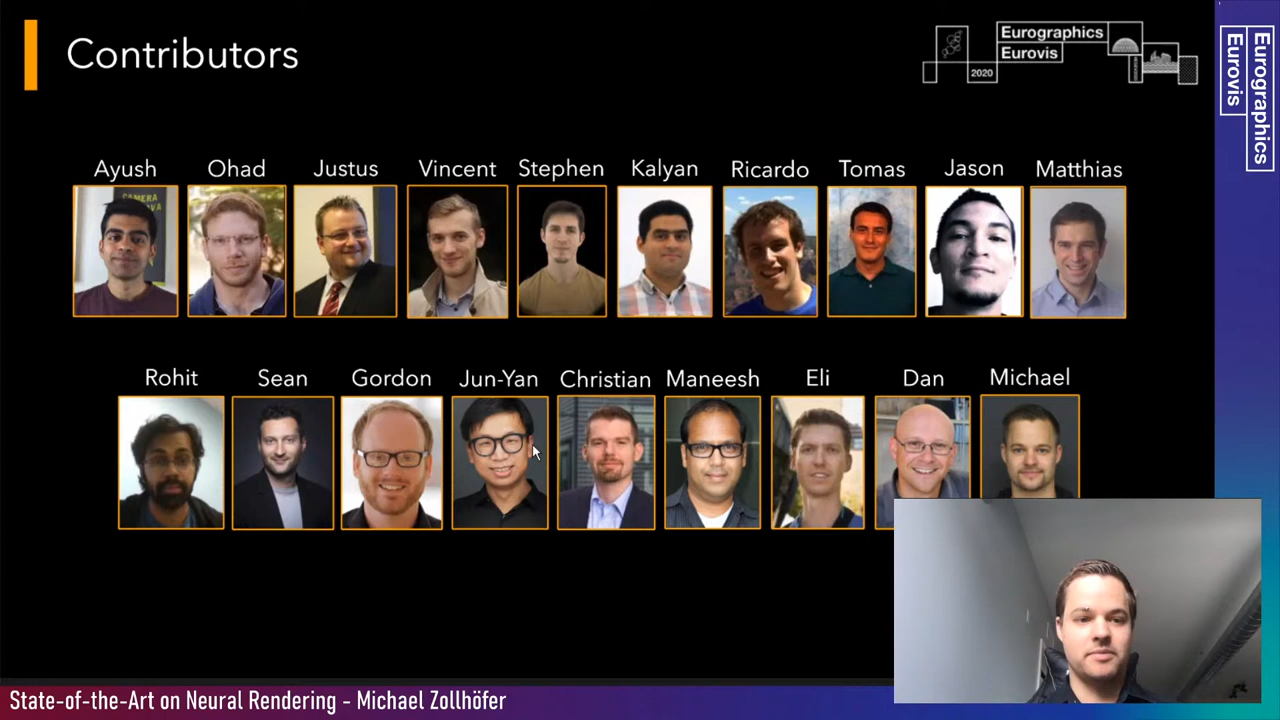 Contributors
Eurographics
Eurovis
2020
Eurographics
Eurovis
Ayush Ohad Justus Vincent Stephen Kalyan Ricardo Tomas Jason Matthias
CAMERA
Rohit Sean Gordon Jun-Yan Christian Maneesh Eli Dan Michael
State-of-the-Art on Neural Rendering - Michael Zollhöfer